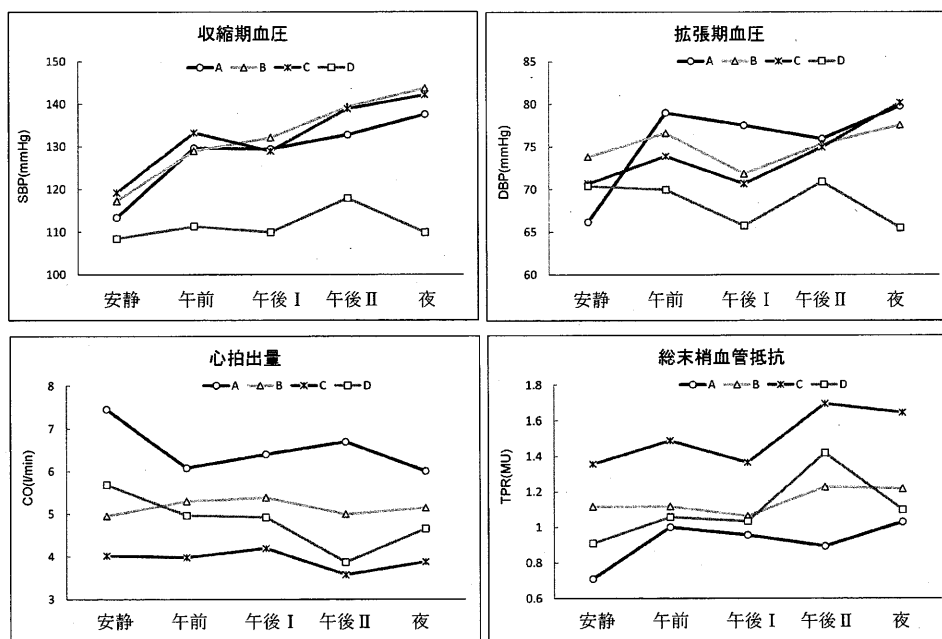 収縮期血圧
A B C D
SBP(mmHg)
150
140
130
120
110
100
安静 午前 午後Ⅰ 午後Ⅱ 夜
拡張期血圧
A B C D
DBP(mmHg)
85
80
75
70
65
60
安静 午前 午後Ⅰ 午後Ⅱ 夜
心拍出量
A B C D
CO(l/min)
8
7
6
5
4
3
安静 午前 午後Ⅰ 午後Ⅱ 夜
総末梢血管抵抗
A B C D
TPR(MU)
1.8
1.6
1.4
1.2
1
0.8
0.6
安静 午前 午後Ⅰ 午後Ⅱ 夜